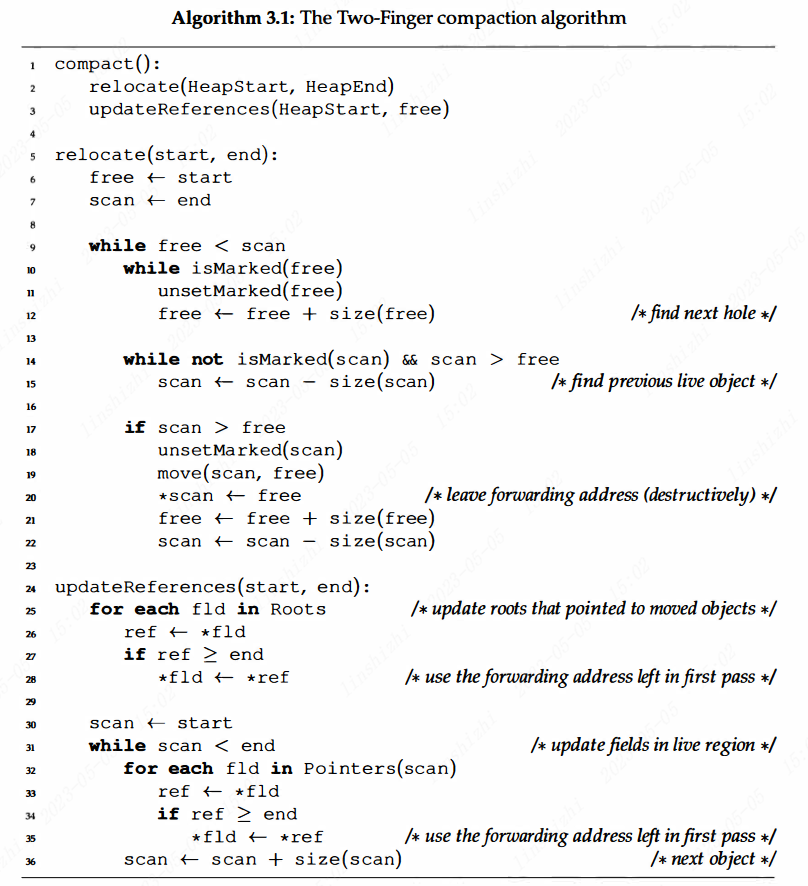 Algorithm 3.1: The Two-Finger compaction algorithm
1 compact():
2 relocate(HeapStart, HeapEnd)
3 updateReferences(HeapStart, free)
4
5 relocate(start, end):
6 free ← start
7 scan ← end
8
9 while free < scan
10 while isMarked(free)
11 unsetMarked(free)
12 free ← free + size(free) /* find next hole */
13
14 while not isMarked(scan) && scan > free
15 scan ← scan − size(scan) /* find previous live object */
16
17 if scan > free
18 unsetMarked(scan)
19 move(scan, free)
20 *scan ← free /* leave forwarding address (destructively) */
21 free ← free + size(free)
22 scan ← scan − size(scan)
23
24 updateReferences(start, end):
25 for each fld in Roots /* update roots that pointed to moved objects */
26 ref ← *fld
27 if ref ≥ end
28 *fld ← *ref /* use the forwarding address left in first pass */
29
30 scan ← start
31 while scan < end /* update fields in live region */
32 for each fld in Pointers(scan)
33 ref ← *fld
34 if ref ≥ end
35 *fld ← *ref /* use the forwarding address left in first pass */
36 scan ← scan + size(scan) /* next object */